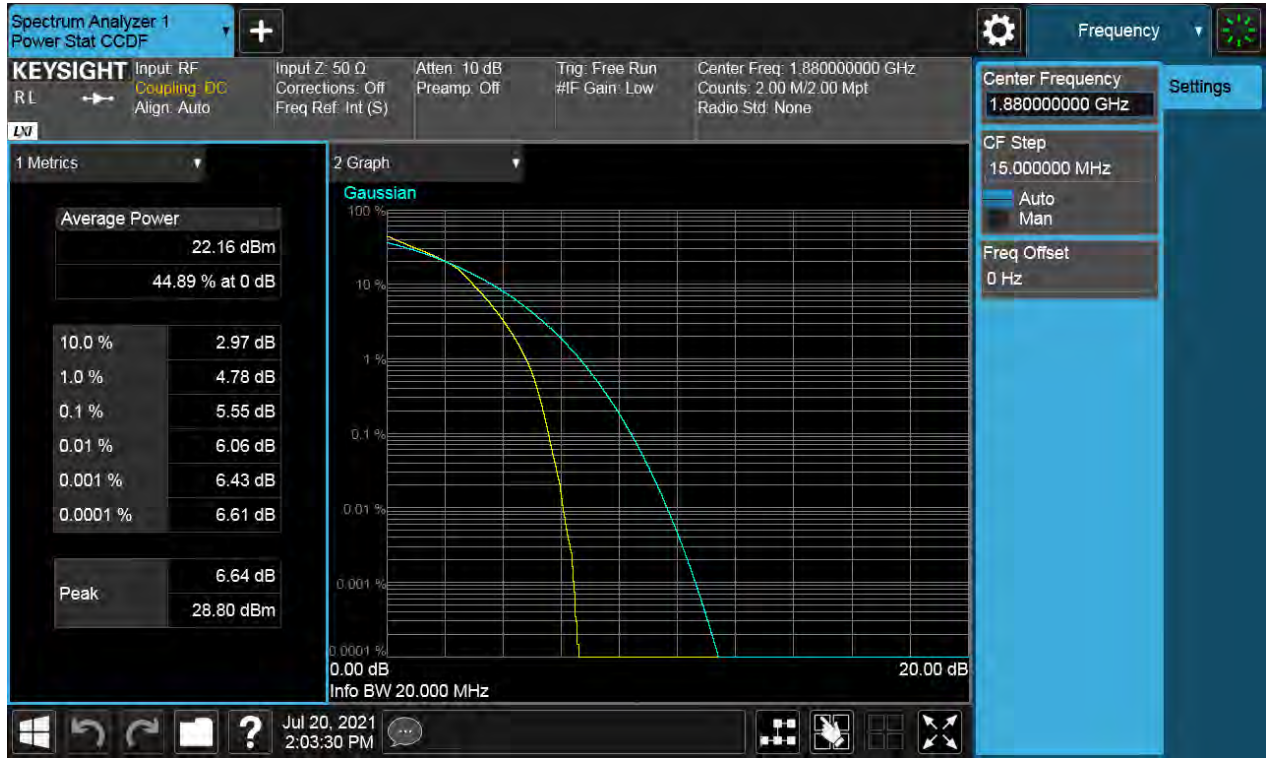 Spectrum Analyzer 1
Power Stat CCDF
+
Frequency
KEYSIGHT
RL
LXI
Input: RF
Coupling: DC
Align: Auto
Input Z: 50 Ω
Corrections: Off
Freq Ref: Int (S)
Atten: 10 dB
Preamp: Off
Trig: Free Run
#IF Gain: Low
Center Freq: 1.880000000 GHz
Counts: 2.00 M/2.00 Mpt
Radio Std: None
Center Frequency
1.880000000 GHz
Settings
CF Step
15.000000 MHz
Auto
Man
Freq Offset
0 Hz
1 Metrics
Average Power
22.16 dBm
44.89 % at 0 dB
10.0 % 2.97 dB
1.0 % 4.78 dB
0.1 % 5.55 dB
0.01 % 6.06 dB
0.001 % 6.43 dB
0.0001 % 6.61 dB
Peak
6.64 dB
28.80 dBm
2 Graph
Gaussian
100 %
10 %
1 %
0.1 %
0.01 %
0.001 %
0.0001 %
0.00 dB 20.00 dB
Info BW 20.000 MHz
?
Jul 20, 2021
2:03:30 PM